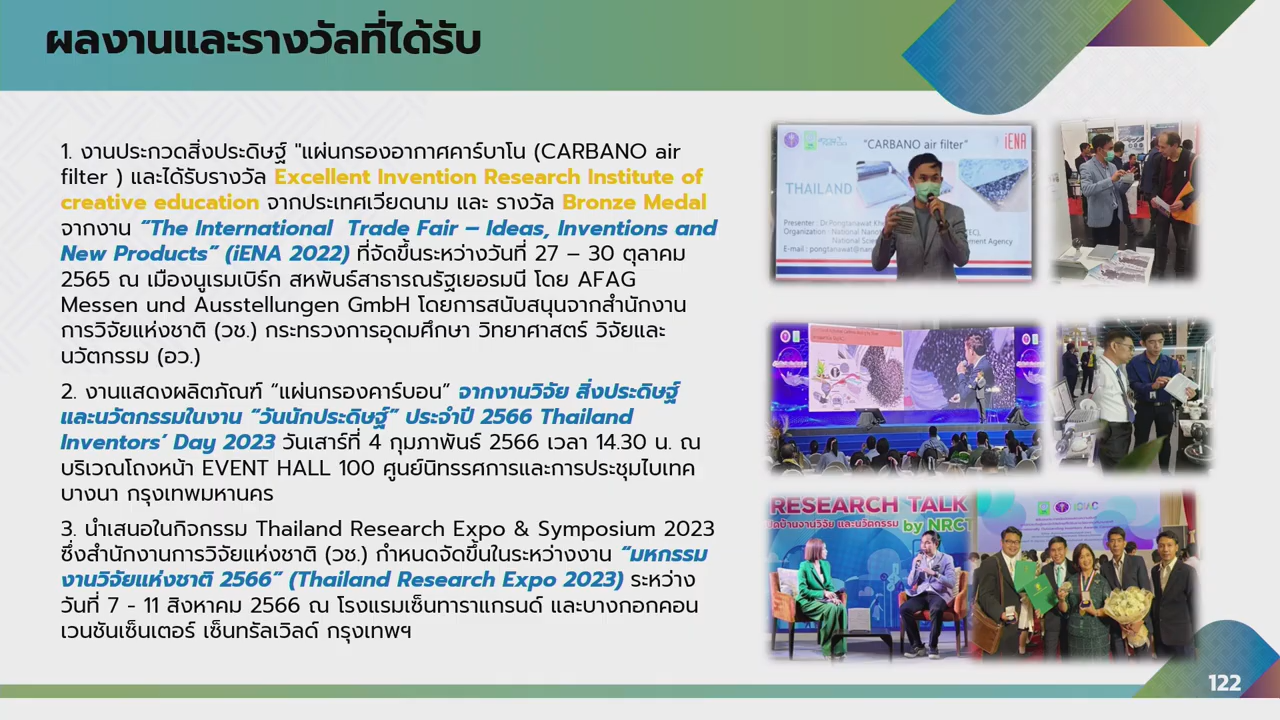 ผลงานและรางวัลที่ได้รับ
1. งานประกวดสิ่งประดิษฐ์ "แผ่นกรองอากาศคาร์บาโน (CARBANO air
filter ) และได้รับรางวัล Excellent Invention Research Institute of
creative education จากประเทศเวียดนาม และ รางวัล Bronze Medal
จากงาน “The International  Trade Fair – Ideas, Inventions and
New Products” (iENA 2022) ที่จัดขึ้นระหว่างวันที่ 27 – 30 ตุลาคม
2565 ณ เมืองนูเรมเบิร์ก สหพันธ์สาธารณรัฐเยอรมนี โดย AFAG
Messen und Ausstellungen GmbH โดยการสนับสนุนจากสำนักงาน
การวิจัยแห่งชาติ (วช.) กระทรวงการอุดมศึกษา วิทยาศาสตร์ วิจัยและ
นวัตกรรม (อว.)
2. งานแสดงผลิตภัณฑ์ “แผ่นกรองคาร์บอน” จากงานวิจัย สิ่งประดิษฐ์
และนวัตกรรมในงาน “วันนักประดิษฐ์” ประจำปี 2566 Thailand
Inventors’ Day 2023 วันเสาร์ที่ 4 กุมภาพันธ์ 2566 เวลา 14.30 น. ณ
บริเวณโถงหน้า EVENT HALL 100 ศูนย์นิทรรศการและการประชุมไบเทค
บางนา กรุงเทพมหานคร
3. นำเสนอในกิจกรรม Thailand Research Expo & Symposium 2023
ซึ่งสำนักงานการวิจัยแห่งชาติ (วช.) กำหนดจัดขึ้นในระหว่างงาน “มหกรรม
งานวิจัยแห่งชาติ 2566” (Thailand Research Expo 2023) ระหว่าง
วันที่ 7 - 11 สิงหาคม 2566 ณ โรงแรมเซ็นทาราแกรนด์ และบางกอกคอน
เวนชันเซ็นเตอร์ เซ็นทรัลเวิลด์ กรุงเทพฯ
"CARBANO air filter"
iENA
THAILAND
Presenter : Dr.Pongtanawat
Organization : National
National
E-mail :
RESEARCH TALK
งานวิจัย และนวัตกรรม
by NRCT
122